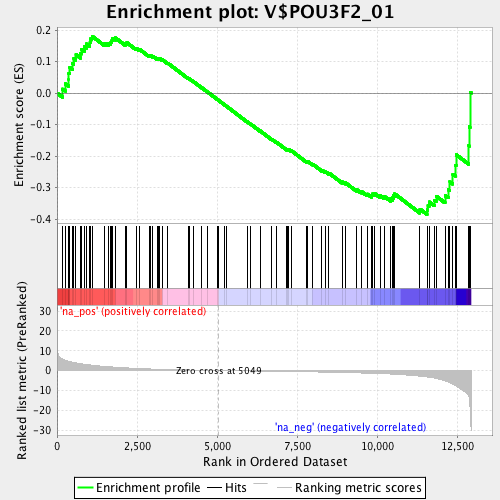 Enrichment plot: V$POU3F2_01
Enrichment score (ES)
0.2
0.1
0.0
-0.1
-0.2
-0.3
-0.4
'na_pos' (positively correlated)
Ranked list metric (PreRanked)
30
20
10
0
-10
-20
-30
Zero cross at 5049
'na_neg' (negatively correlated)
0 2,500 5,000 7,500 10,000 12,500
Rank in Ordered Dataset
Enrichment profile Hits Ranking metric scores